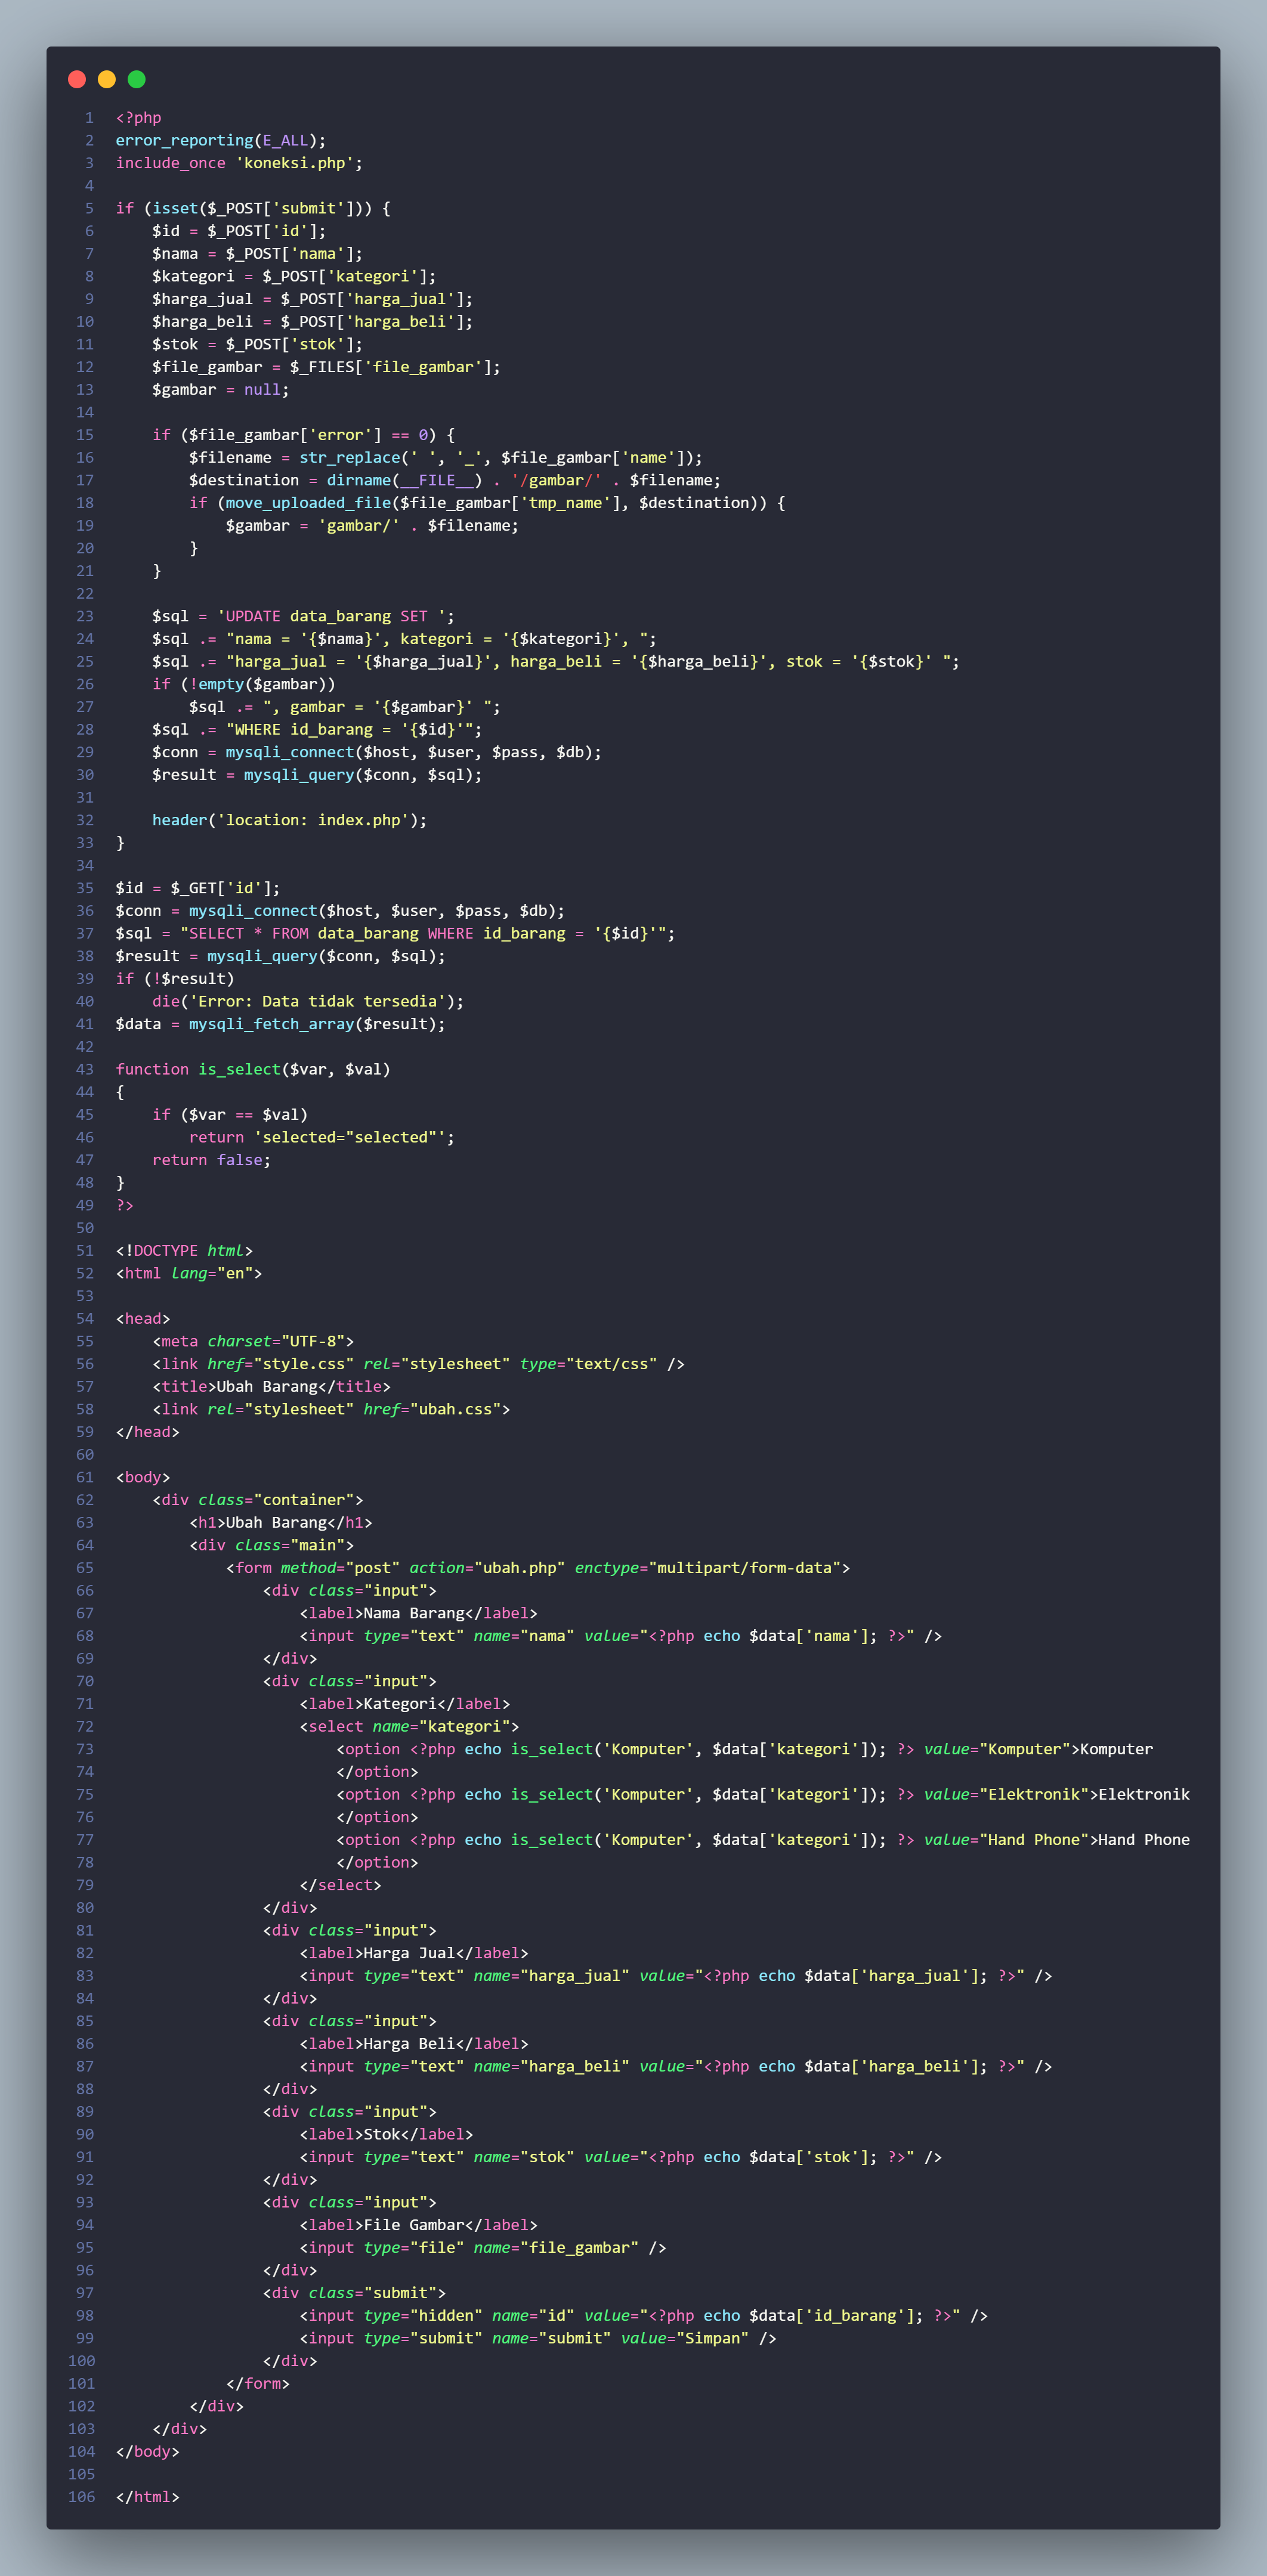 1 <?php
2 error_reporting(E_ALL);
3 include_once 'koneksi.php';
4
5 if (isset($_POST['submit'])) {
6     $id = $_POST['id'];
7     $nama = $_POST['nama'];
8     $kategori = $_POST['kategori'];
9     $harga_jual = $_POST['harga_jual'];
10     $harga_beli = $_POST['harga_beli'];
11     $stok = $_POST['stok'];
12     $file_gambar = $_FILES['file_gambar'];
13     $gambar = null;
14
15     if ($file_gambar['error'] == 0) {
16         $filename = str_replace(' ', '_', $file_gambar['name']);
17         $destination = dirname(__FILE__) . '/gambar/' . $filename;
18         if (move_uploaded_file($file_gambar['tmp_name'], $destination)) {
19             $gambar = 'gambar/' . $filename;
20         }
21     }
22
23     $sql = 'UPDATE data_barang SET ';
24     $sql .= "nama = '{$nama}', kategori = '{$kategori}', ";
25     $sql .= "harga_jual = '{$harga_jual}', harga_beli = '{$harga_beli}', stok = '{$stok}' ";
26     if (!empty($gambar))
27         $sql .= ", gambar = '{$gambar}' ";
28     $sql .= "WHERE id_barang = '{$id}'";
29     $conn = mysqli_connect($host, $user, $pass, $db);
30     $result = mysqli_query($conn, $sql);
31
32     header('location: index.php');
33 }
34
35 $id = $_GET['id'];
36 $conn = mysqli_connect($host, $user, $pass, $db);
37 $sql = "SELECT * FROM data_barang WHERE id_barang = '{$id}'";
38 $result = mysqli_query($conn, $sql);
39 if (!$result)
40     die('Error: Data tidak tersedia');
41 $data = mysqli_fetch_array($result);
42
43 function is_select($var, $val)
44 {
45     if ($var == $val)
46         return 'selected="selected"';
47     return false;
48 }
49 ?>
50
51 <!DOCTYPE html>
52 <html lang="en">
53
54 <head>
55     <meta charset="UTF-8">
56     <link href="style.css" rel="stylesheet" type="text/css" />
57     <title>Ubah Barang</title>
58     <link rel="stylesheet" href="ubah.css">
59 </head>
60
61 <body>
62     <div class="container">
63         <h1>Ubah Barang</h1>
64         <div class="main">
65             <form method="post" action="ubah.php" enctype="multipart/form-data">
66                 <div class="input">
67                     <label>Nama Barang</label>
68                     <input type="text" name="nama" value="<?php echo $data['nama']; ?>" />
69                 </div>
70                 <div class="input">
71                     <label>Kategori</label>
72                     <select name="kategori">
73                         <option <?php echo is_select('Komputer', $data['kategori']); ?> value="Komputer">Komputer
74                         </option>
75                         <option <?php echo is_select('Komputer', $data['kategori']); ?> value="Elektronik">Elektronik
76                         </option>
77                         <option <?php echo is_select('Komputer', $data['kategori']); ?> value="Hand Phone">Hand Phone
78                         </option>
79                     </select>
80                 </div>
81                 <div class="input">
82                     <label>Harga Jual</label>
83                     <input type="text" name="harga_jual" value="<?php echo $data['harga_jual']; ?>" />
84                 </div>
85                 <div class="input">
86                     <label>Harga Beli</label>
87                     <input type="text" name="harga_beli" value="<?php echo $data['harga_beli']; ?>" />
88                 </div>
89                 <div class="input">
90                     <label>Stok</label>
91                     <input type="text" name="stok" value="<?php echo $data['stok']; ?>" />
92                 </div>
93                 <div class="input">
94                     <label>File Gambar</label>
95                     <input type="file" name="file_gambar" />
96                 </div>
97                 <div class="submit">
98                     <input type="hidden" name="id" value="<?php echo $data['id_barang']; ?>" />
99                     <input type="submit" name="submit" value="Simpan" />
100                 </div>
101             </form>
102         </div>
103     </div>
104 </body>
105
106 </html>